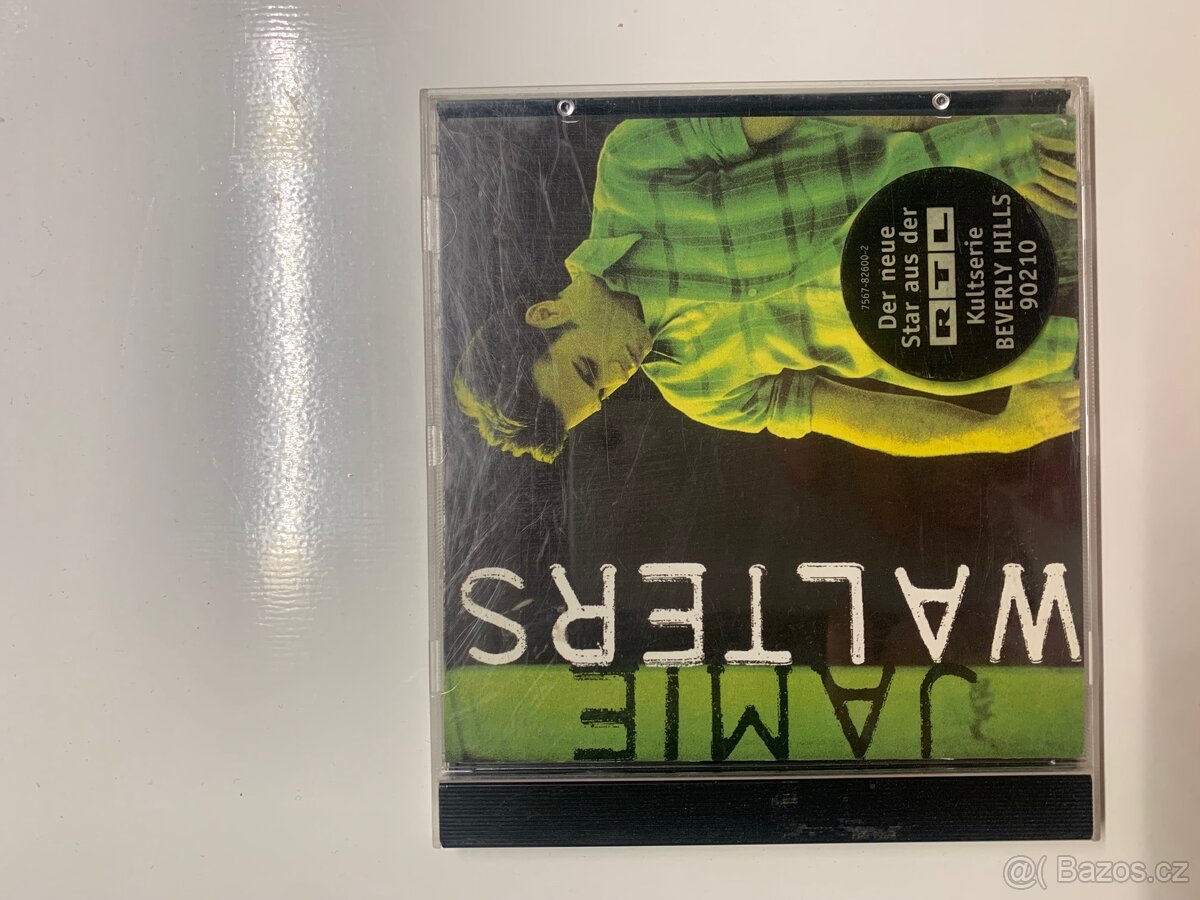 JAMIE
WALTERS
7567-82600-2
Der neue
Star aus der
RTL
Kultserie
BEVERLY HILLS
90210
@( Bazos.cz